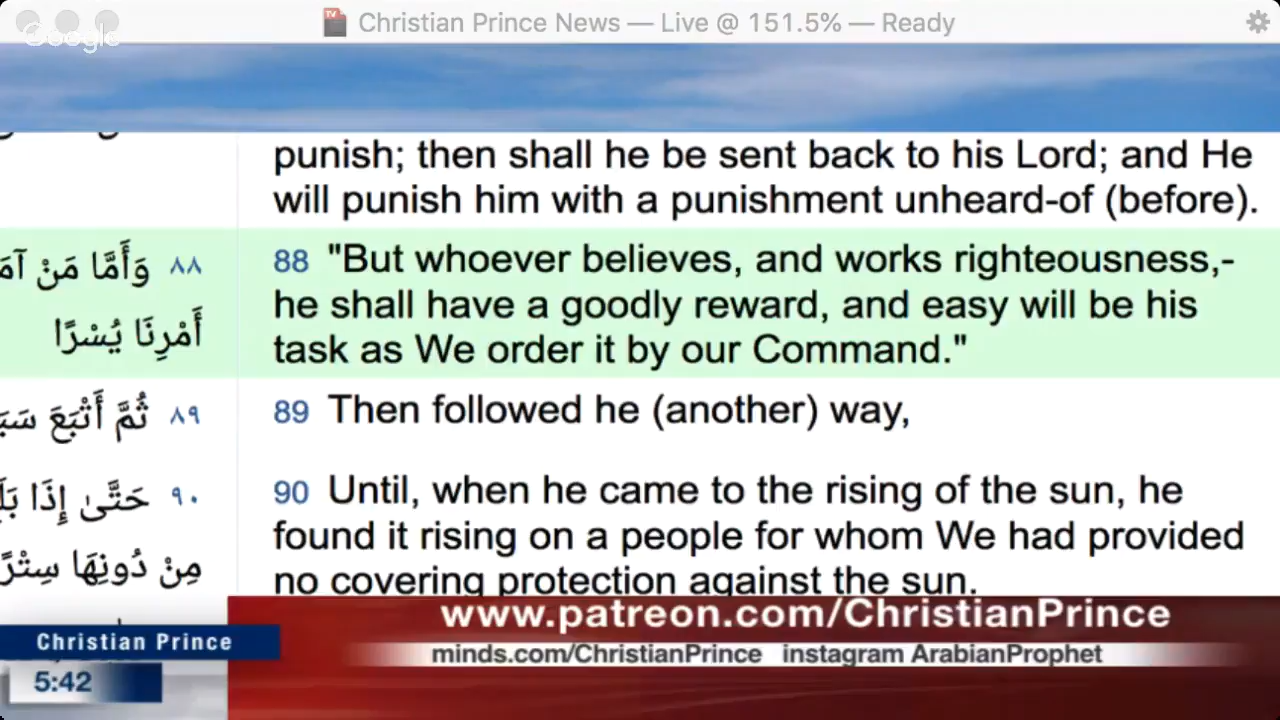 Christian Prince News — Live @ 151.5% — Ready
Google
punish; then shall he be sent back to his Lord; and He
will punish him with a punishment unheard-of (before).
٨٨ وَأَمَّا مَنْ
أَمْرِنَا يُسْرًا
88 "But whoever believes, and works righteousness,-
he shall have a goodly reward, and easy will be his
task as We order it by our Command."
٨٩ ثُمَّ أَتْبَعَ
89 Then followed he (another) way,
٩٠ حَتَّىٰ إِذَا
مِنْ دُونِهَا سِتْرًا
90 Until, when he came to the rising of the sun, he
found it rising on a people for whom We had provided
no covering protection against the sun.
www.patreon.com/ChristianPrince
Christian Prince
minds.com/ChristianPrince instagram ArabianProphet
5:42